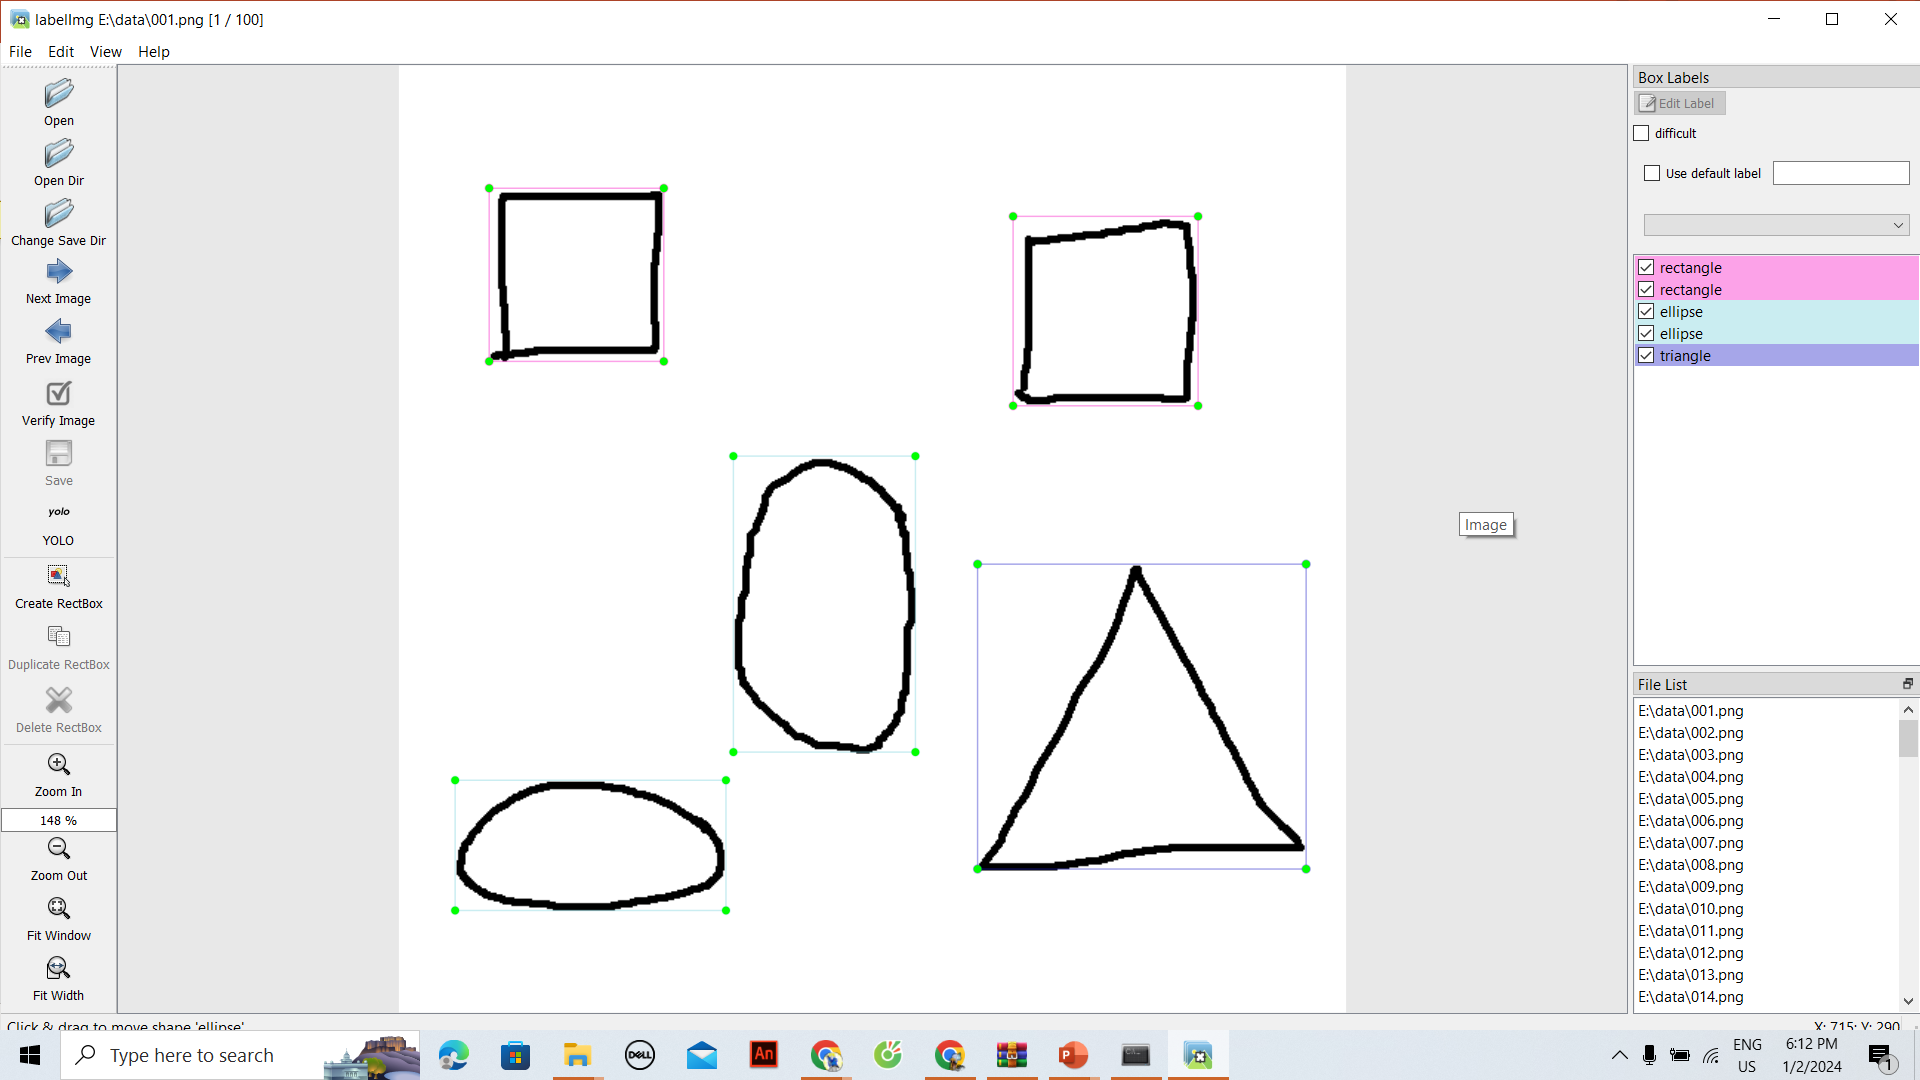 labelImg E:\data\001.png [1 / 100]
File Edit View Help
Open
Open Dir
Change Save Dir
Next Image
Prev Image
Verify Image
Save
yolo
YOLO
Create RectBox
Duplicate RectBox
Delete RectBox
Zoom In
148 %
Zoom Out
Fit Window
Fit Width
Image
Box Labels
Edit Label
difficult
Use default label
rectangle
rectangle
ellipse
ellipse
triangle
File List
E:\data\001.png
E:\data\002.png
E:\data\003.png
E:\data\004.png
E:\data\005.png
E:\data\006.png
E:\data\007.png
E:\data\008.png
E:\data\009.png
E:\data\010.png
E:\data\011.png
E:\data\012.png
E:\data\013.png
E:\data\014.png
Click & drag to move shape 'ellipse'
X: 715; Y: 290
Type here to search
DELL
An
P
ENG
US
6:12 PM
1/2/2024
1